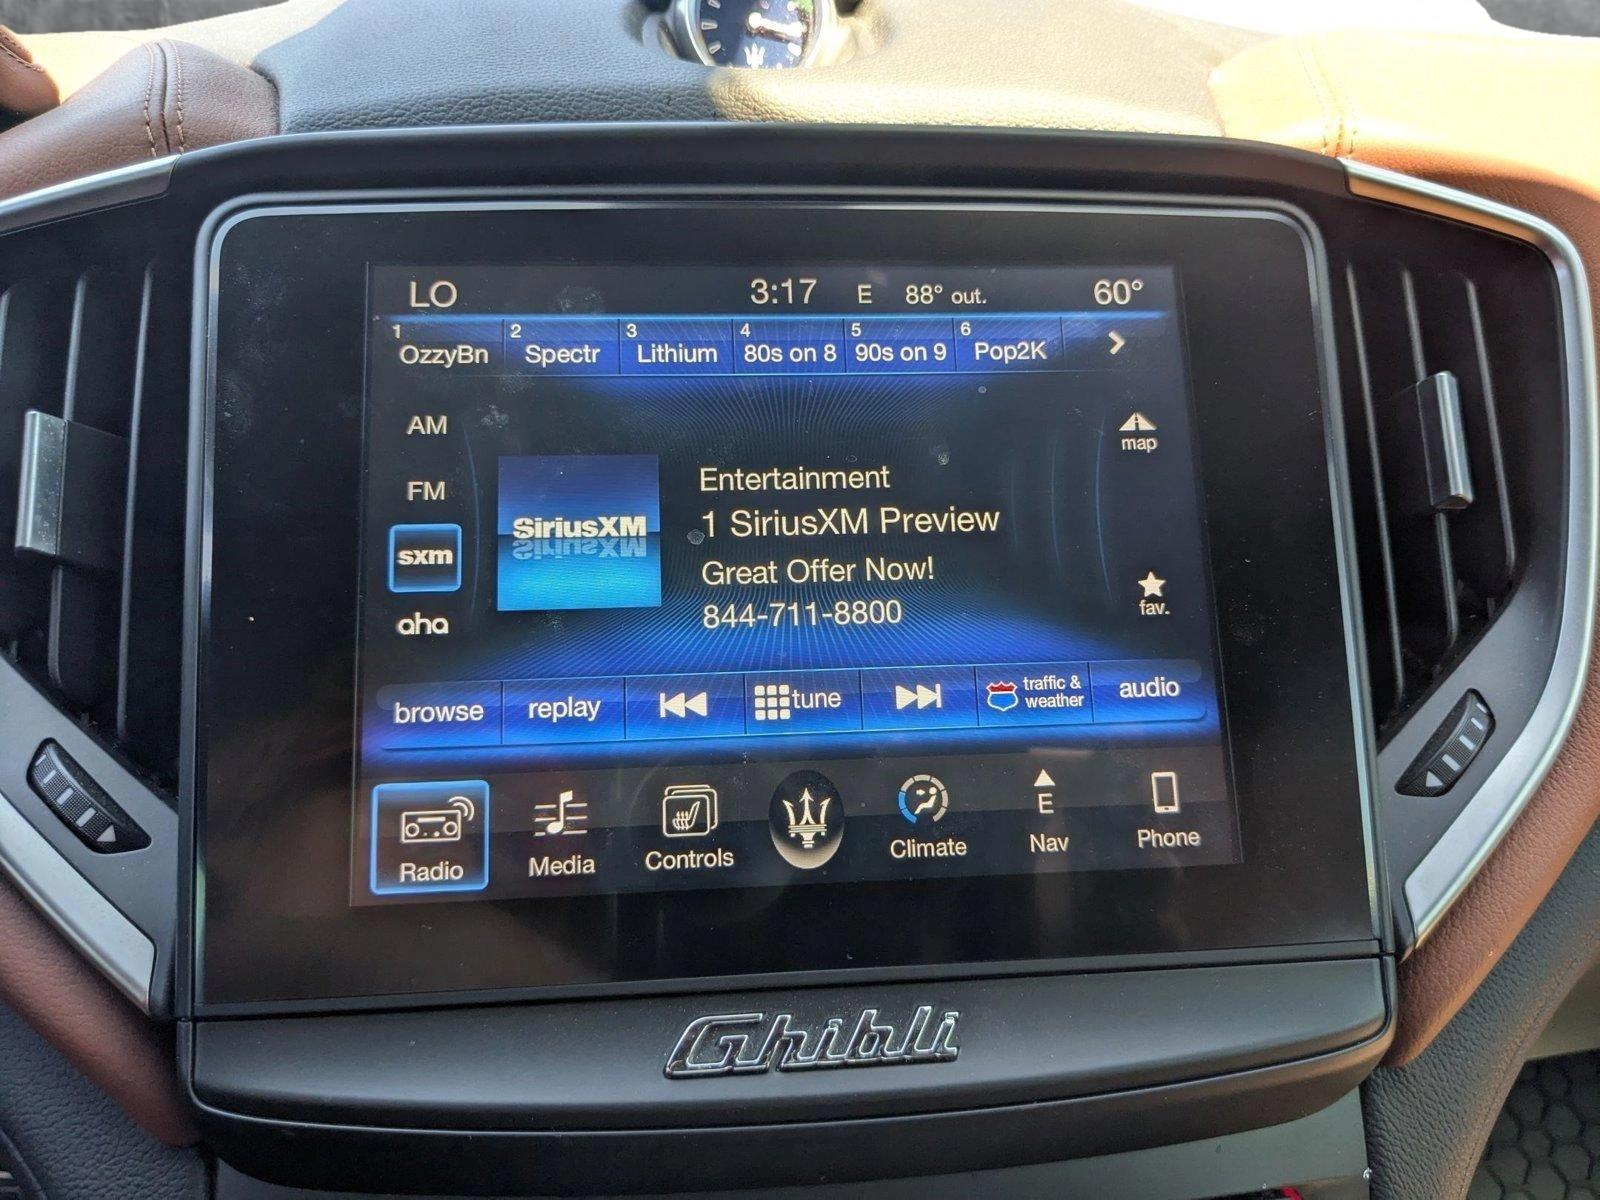 LO 3:17 E 88° out. 60°
1 OzzyBn 2 Spectr 3 Lithium 4 80s on 8 5 90s on 9 6 Pop2K
AM
map
FM
SiriusXM
Entertainment
1 SiriusXM Preview
Great Offer Now!
844-711-8800
sxm
fav.
aha
browse replay tune traffic & weather audio
Radio Media Controls Climate E Nav Phone
Ghibli